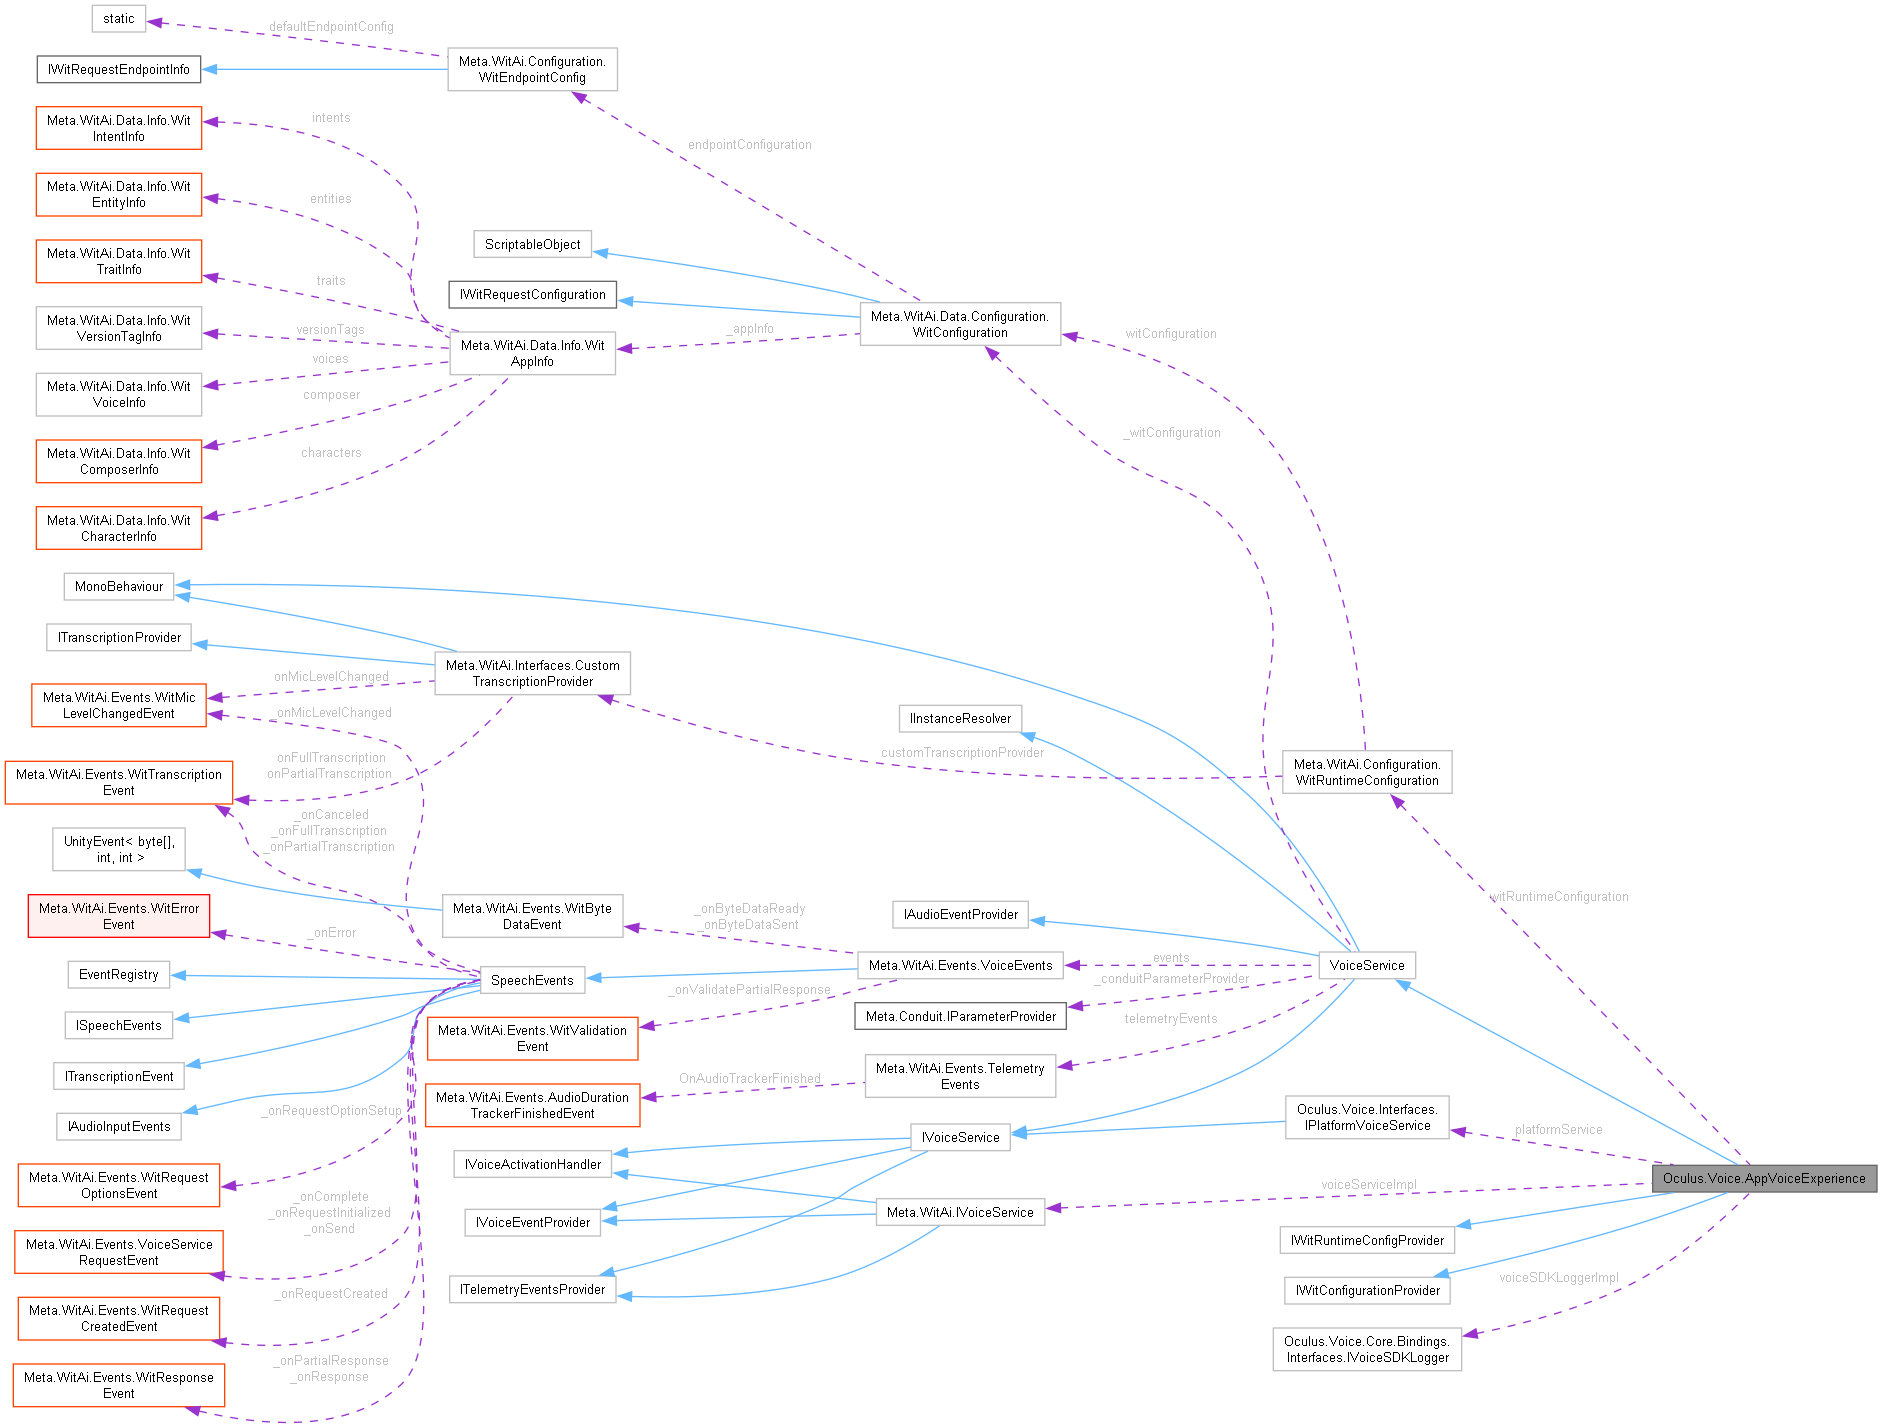 static
defaultEndpointConfig
IWitRequestEndpointInfo
Meta.WitAi.Configuration.
WitEndpointConfig
Meta.WitAi.Data.Info.Wit
IntentInfo
intents
endpointConfiguration
Meta.WitAi.Data.Info.Wit
EntityInfo
entities
ScriptableObject
Meta.WitAi.Data.Info.Wit
TraitInfo
traits
IWitRequestConfiguration
Meta.WitAi.Data.Configuration.
WitConfiguration
Meta.WitAi.Data.Info.Wit
VersionTagInfo
versionTags
Meta.WitAi.Data.Info.Wit
AppInfo
_appInfo
witConfiguration
voices
Meta.WitAi.Data.Info.Wit
VoiceInfo
composer
Meta.WitAi.Data.Info.Wit
ComposerInfo
characters
_witConfiguration
Meta.WitAi.Data.Info.Wit
CharacterInfo
MonoBehaviour
ITranscriptionProvider
Meta.WitAi.Interfaces.Custom
TranscriptionProvider
onMicLevelChanged
Meta.WitAi.Events.WitMic
LevelChangedEvent
_onMicLevelChanged
IInstanceResolver
customTranscriptionProvider
Meta.WitAi.Configuration.
WitRuntimeConfiguration
onFullTranscription
onPartialTranscription
Meta.WitAi.Events.WitTranscription
Event
_onCanceled
_onFullTranscription
_onPartialTranscription
UnityEvent< byte[],
int, int >
Meta.WitAi.Events.WitError
Event
_onError
Meta.WitAi.Events.WitByte
DataEvent
_onByteDataReady
_onByteDataSent
IAudioEventProvider
witRuntimeConfiguration
EventRegistry
SpeechEvents
Meta.WitAi.Events.VoiceEvents
events
VoiceService
_conduitParameterProvider
_onValidatePartialResponse
ISpeechEvents
Meta.WitAi.Events.WitValidation
Event
Meta.Conduit.IParameterProvider
telemetryEvents
ITranscriptionEvent
OnAudioTrackerFinished
Meta.WitAi.Events.Telemetry
Events
_onRequestOptionSetup
IAudioInputEvents
Meta.WitAi.Events.AudioDuration
TrackerFinishedEvent
Oculus.Voice.Interfaces.
IPlatformVoiceService
platformService
IVoiceService
IVoiceActivationHandler
Meta.WitAi.Events.WitRequest
OptionsEvent
voiceServiceImpl
Oculus.Voice.AppVoiceExperience
_onComplete
_onRequestInitialized
_onSend
IVoiceEventProvider
Meta.WitAi.IVoiceService
IWitRuntimeConfigProvider
Meta.WitAi.Events.VoiceService
RequestEvent
ITelemetryEventsProvider
voiceSDKLoggerImpl
IWitConfigurationProvider
_onRequestCreated
Meta.WitAi.Events.WitRequest
CreatedEvent
Oculus.Voice.Core.Bindings.
Interfaces.IVoiceSDKLogger
_onPartialResponse
_onResponse
Meta.WitAi.Events.WitResponse
Event